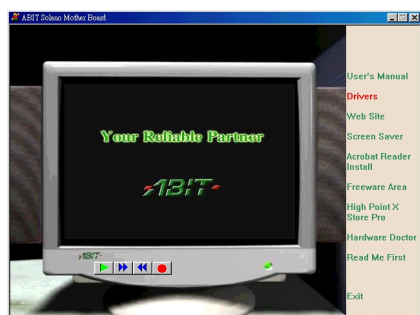 ABIT Solano Mother Board
Your Reliable Partner
ABIT
ABIT
User's Manual
Drivers
Web Site
Screen Saver
Acrobat Reader
Install
Freeware Area
High Point X
Store Pro
Hardware Doctor
Read Me First
Exit